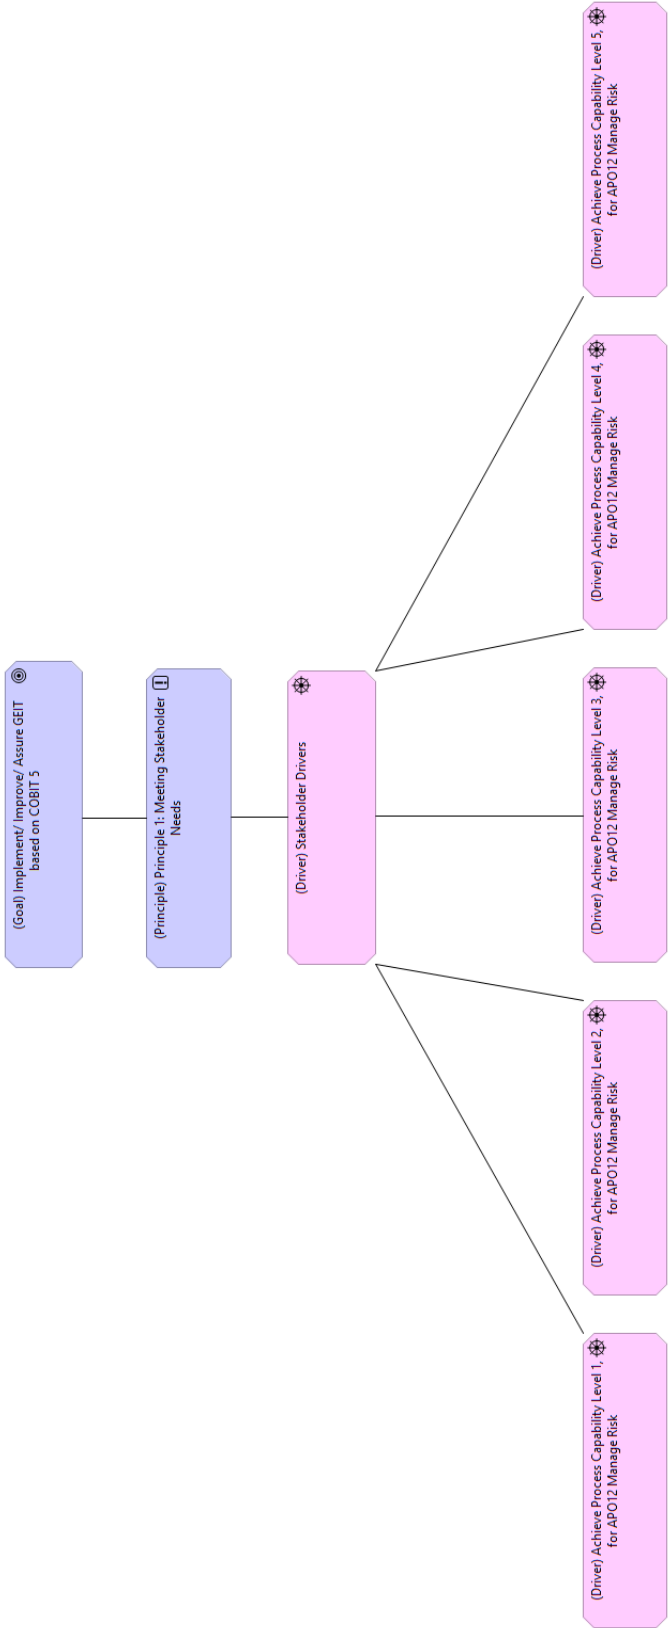 (Goal) Implement/ Improve/ Assure GEIT
based on COBIT 5
(Principle) Principle 1: Meeting Stakeholder
Needs
(Driver) Stakeholder Drivers
(Driver) Achieve Process Capability Level 1,
for APO12 Manage Risk
(Driver) Achieve Process Capability Level 2,
for APO12 Manage Risk
(Driver) Achieve Process Capability Level 3,
for APO12 Manage Risk
(Driver) Achieve Process Capability Level 4,
for APO12 Manage Risk
(Driver) Achieve Process Capability Level 5,
for APO12 Manage Risk